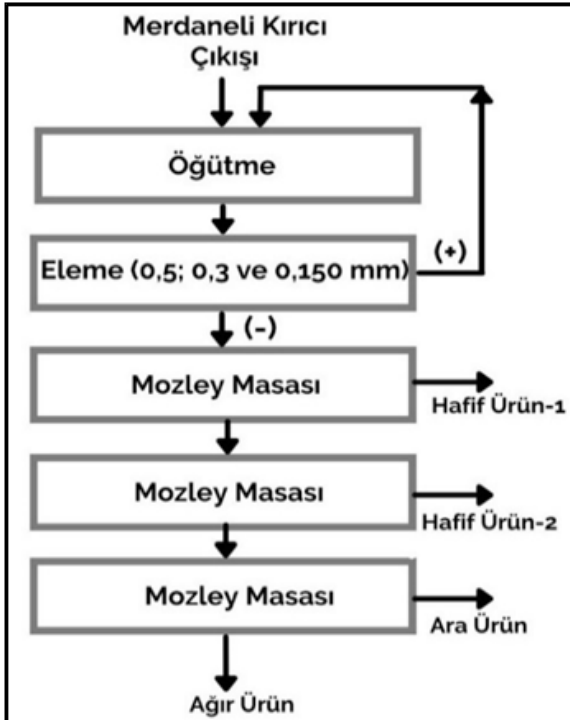 Merdaneli Kırıcı
Çıkışı
Öğütme
Eleme (0,5; 0,3 ve 0,150 mm)
(+)
(-)
Mozley Masası
Hafif Ürün-1
Mozley Masası
Hafif Ürün-2
Mozley Masası
Ara Ürün
Ağır Ürün